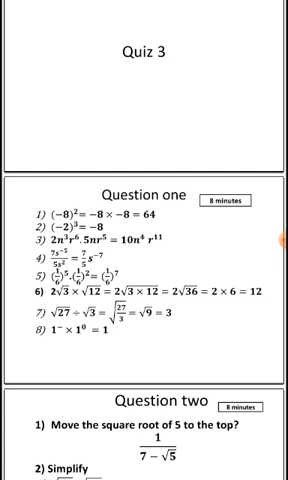 Quiz 3
Question one
8 minutes
1) (−8)²= −8 × −8 = 64
2) (−2)³= −8
3) 2n³r⁶. 5nr⁵ = 10n⁴ r¹¹
4) 7s⁻⁵/5s² = 7/5 s⁻⁷
5) (1/6)⁵.(1/6)²= (1/6)⁷
6) 2√3 × √12 = 2√(3 × 12) = 2√36 = 2 × 6 = 12
7) √27 ÷ √3 = √(27/3) = √9 = 3
8) 1⁻ × 1⁰ = 1
Question two
8 minutes
1) Move the square root of 5 to the top?
1/(7 − √5)
2) Simplify